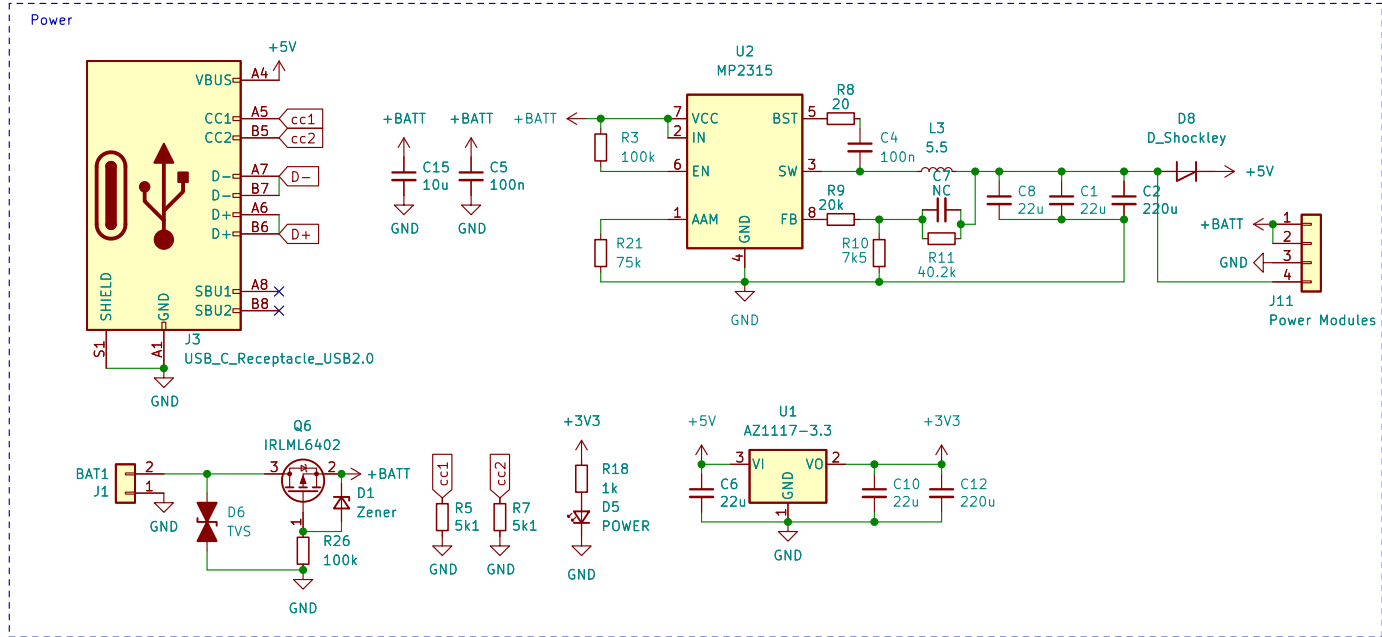 Power
+5V
VBUS A4
CC1 A5 cc1
CC2 B5 cc2
D- A7 D-
D- B7
D+ A6
D+ B6 D+
SBU1 A8
SBU2 B8
SHIELD
GND
S1
A1
J3
USB_C_Receptacle_USB2.0
GND
+BATT
C15
10u
GND
+BATT
C5
100n
GND
U2
MP2315
+BATT
R3
100k
R21
75k
7 VCC
2 IN
6 EN
1 AAM
BST 5
SW 3
FB 8
GND
4
GND
R8
20
C4
100n
L3
5.5
C7
NC
R9
20k
R10
7k5
R11
40.2k
C8
22u
C1
22u
C2
220u
D8
D_Shockley
+5V
+BATT
GND
1
2
3
4
J11
Power Modules
BAT1
J1
2
1
GND
D6
TVS
Q6
IRLML6402
3
2
1
+BATT
D1
Zener
R26
100k
GND
cc1
R5
5k1
GND
cc2
R7
5k1
GND
+3V3
R18
1k
D5
POWER
GND
+5V
U1
AZ1117-3.3
3 VI
VO 2
GND
1
C6
22u
C10
22u
C12
220u
+3V3
GND